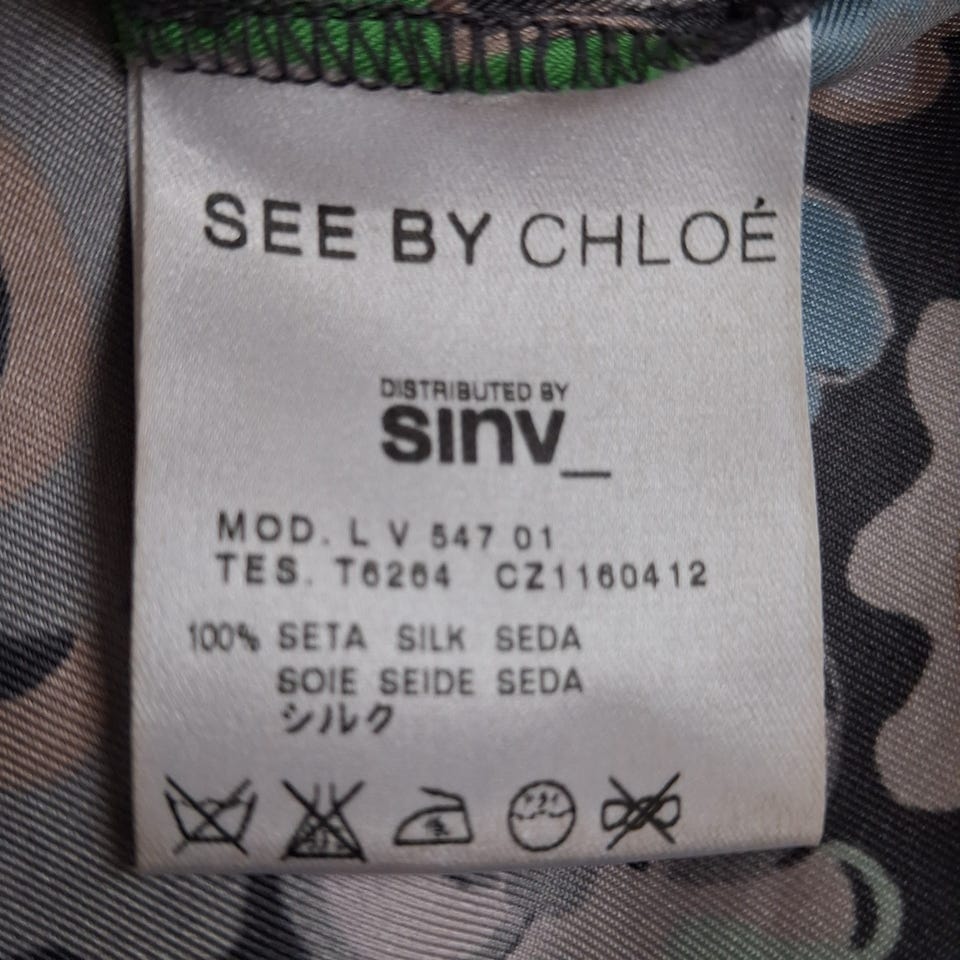 SEE BY CHLOÉ
DISTRIBUTED BY
sınv_
MOD. L V 547 01
TES. T6264 CZ1160412
100% SETA SILK SEDA
SOIE SEIDE SEDA
シルク